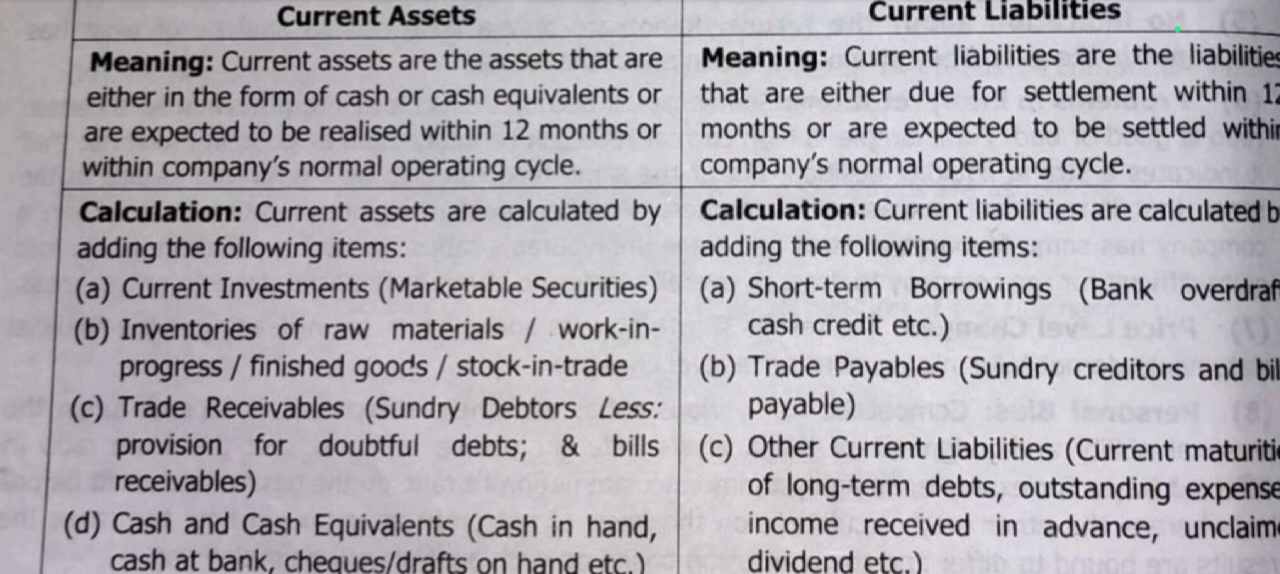 Current Assets
Meaning: Current assets are the assets that are
either in the form of cash or cash equivalents or
are expected to be realised within 12 months or
within company's normal operating cycle.
Calculation: Current assets are calculated by
adding the following items:
(a) Current Investments (Marketable Securities)
(b) Inventories of raw materials / work-in-
progress / finished goods / stock-in-trade
(c) Trade Receivables (Sundry Debtors Less:
provision for doubtful debts; & bills
receivables)
(d) Cash and Cash Equivalents (Cash in hand,
cash at bank, cheques/drafts on hand etc.)
Current Liabilities
Meaning: Current liabilities are the liabilities
that are either due for settlement within 12
months or are expected to be settled within
company's normal operating cycle.
Calculation: Current liabilities are calculated b
adding the following items:
(a) Short-term Borrowings (Bank overdraf
cash credit etc.)
(b) Trade Payables (Sundry creditors and bil
payable)
(c) Other Current Liabilities (Current maturitie
of long-term debts, outstanding expense
income received in advance, unclaime
dividend etc.)